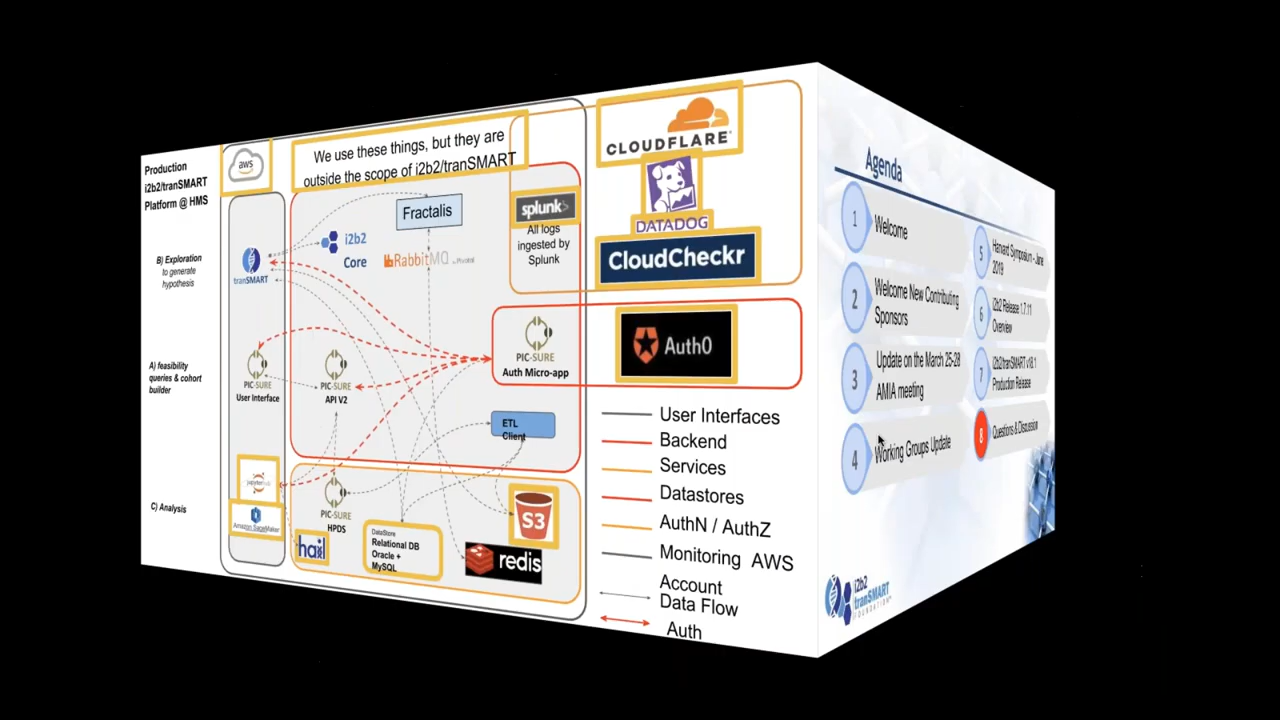 Production
i2b2/tranSMART
Platform @ HMS
aws
We use these things, but they are
outside the scope of i2b2/tranSMART
CLOUDFLARE
DATADOG
CloudCheckr
splunk>
All logs
ingested by
Splunk
Fractalis
i2b2
Core
RabbitMQ
B) Exploration
to generate
hypothesis
tranSMART
PIC-SURE
Auth Micro-app
Auth0
A) feasibility
queries & cohort
builder
PIC-SURE
User Interface
PIC-SURE
API V2
ETL
Client
C) Analysis
jupyterhub
Amazon SageMaker
PIC-SURE
HPDS
hail
DataStore
Relational DB
Oracle +
MySQL
S3
redis
User Interfaces
Backend
Services
Datastores
AuthN / AuthZ
Monitoring AWS
Account
Data Flow
Auth
Agenda
1
Welcome
2
Welcome New Contributing
Sponsors
3
Update on the March 25-28
AMIA meeting
4
Working Groups Update
5
Harvard Symposium - June
2019
6
i2b2 Release 1.7.11
Overview
7
i2b2tranSMART v18.1
Production Release
8
Questions & Discussion
i2b2
tranSMART
FOUNDATION